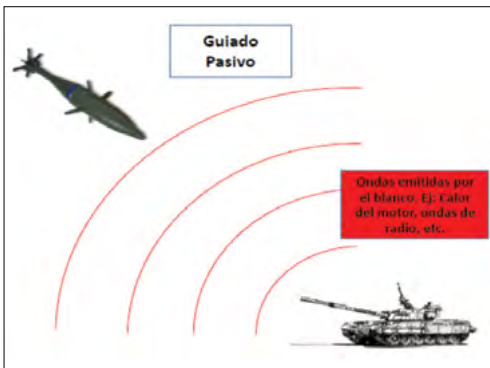 Guiado
Pasivo
Ondas emitidas por
el blanco. Ej: Calor
del motor, ondas de
radio, etc.